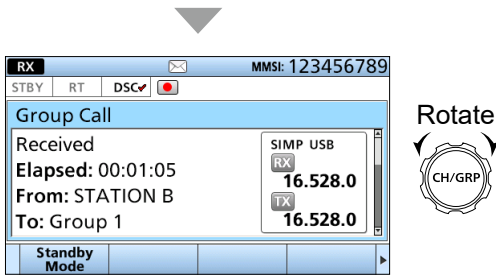 RX MMSI: 123456789
STBY RT DSC
Group Call
Received
Elapsed: 00:01:05
From: STATION B
To: Group 1
SIMP USB
RX
16.528.0
TX
16.528.0
Standby
Mode
Rotate
CH/GRP